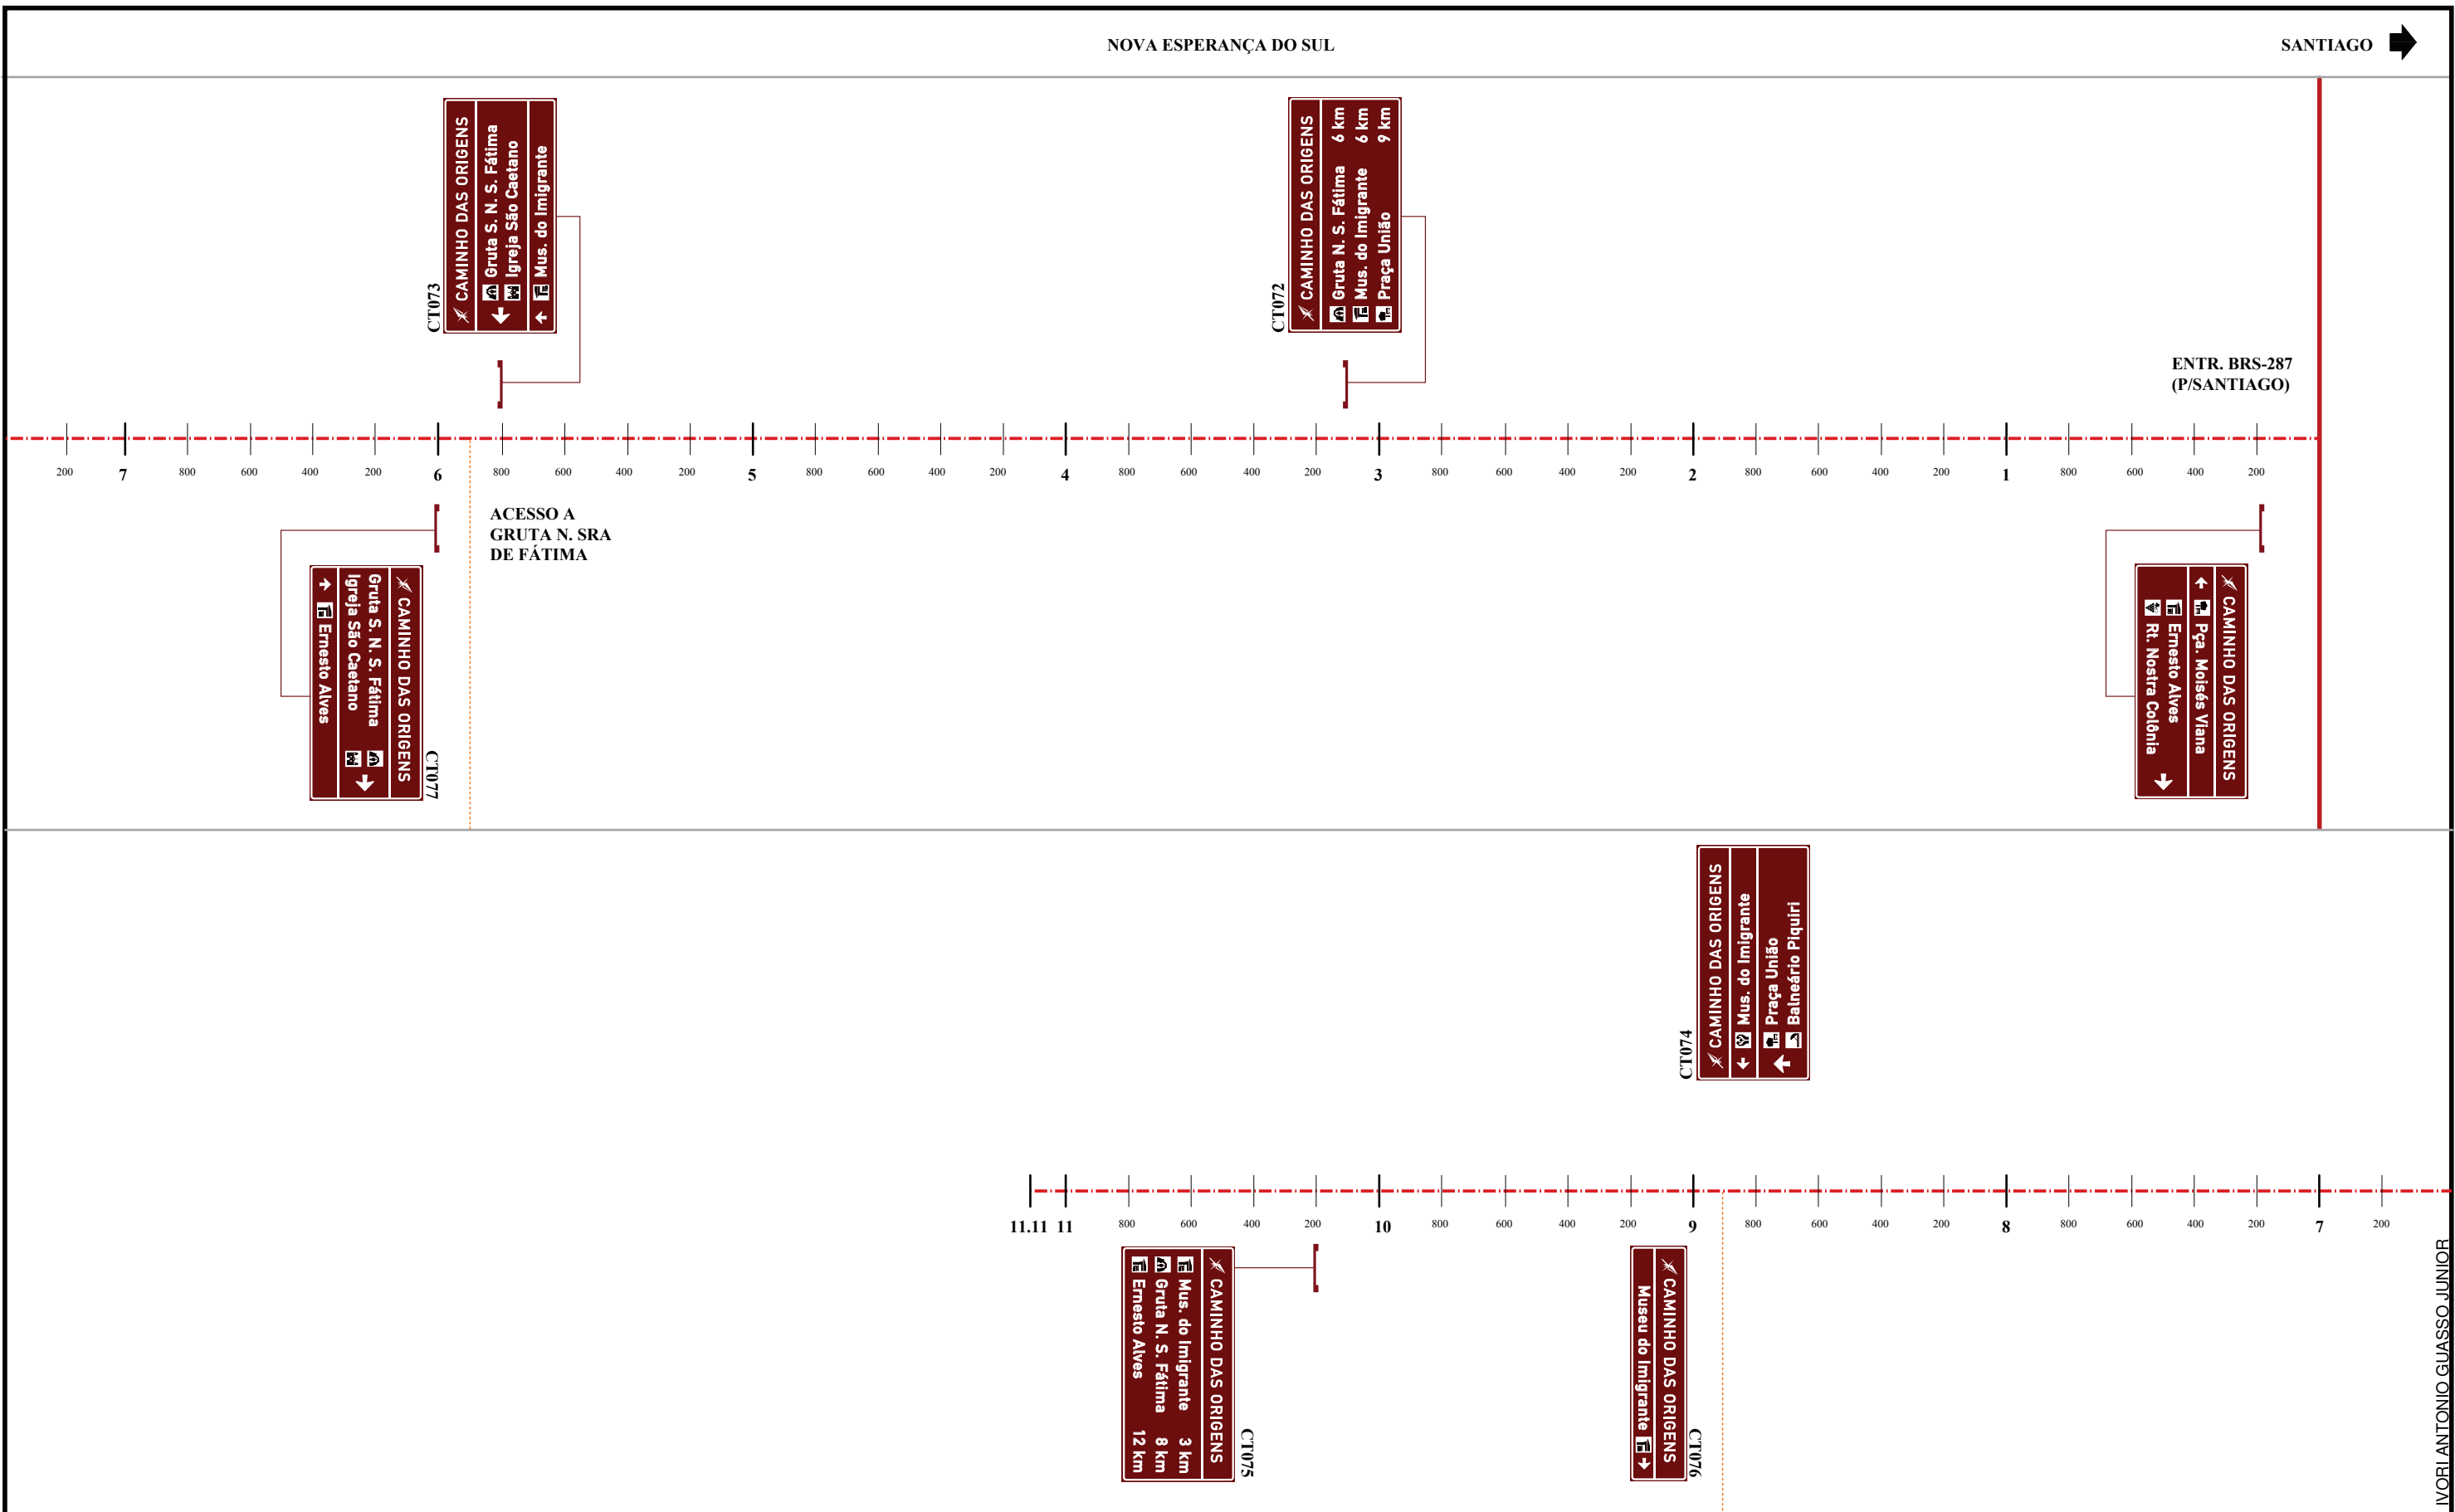 NOVA ESPERANÇA DO SUL
SANTIAGO
CT073
CAMINHO DAS ORIGENS
Gruta S. N. S. Fátima
Igreja São Caetano
Mus. do Imigrante
CT072
CAMINHO DAS ORIGENS
Gruta N. S. Fátima 6 km
Mus. do Imigrante 6 km
Praça União 9 km
ENTR. BRS-287
(P/SANTIAGO)
200 7 800 600 400 200 6 800 600 400 200 5 800 600 400 200 4 800 600 400 200 3 800 600 400 200 2 800 600 400 200 1 800 600 400 200
ACESSO A
GRUTA N. SRA
DE FÁTIMA
CAMINHO DAS ORIGENS
Gruta S. N. S. Fátima
Igreja São Caetano
Ernesto Alves
CT077
CAMINHO DAS ORIGENS
Pça. Moisés Viana
Ernesto Alves
Rt. Nostra Colônia
CT074
CAMINHO DAS ORIGENS
Mus. do Imigrante
Praça União
Balneário Piquiri
11.11 11 800 600 400 200 10 800 600 400 200 9 800 600 400 200 8 800 600 400 200 7 200
CAMINHO DAS ORIGENS
Mus. do Imigrante 3 km
Gruta N. S. Fátima 8 km
Ernesto Alves 12 km
CT075
CAMINHO DAS ORIGENS
Museu do Imigrante
CT076
IVORI ANTONIO GUASSO JUNIOR